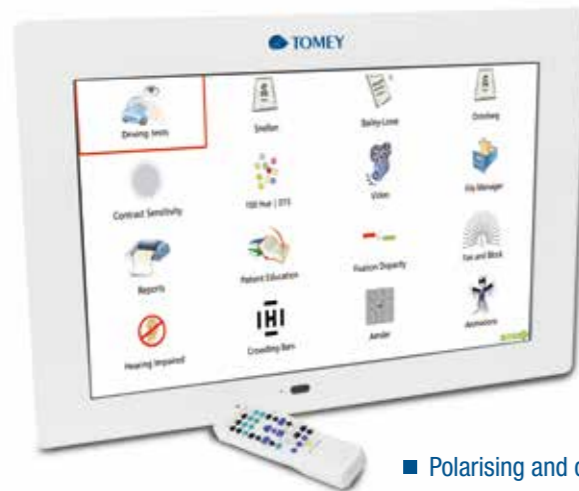 TOMEY
Driving Tests
Snellen
Bailey-Lovie
Contrast Sensitivity
100 Hue | D15
Video
File Manager
Reports
Patient Education
Fixation Disparity
Fan and Block
Hearing Impaired
Crowding Bars
Amsler
Animations
■ Polarising and